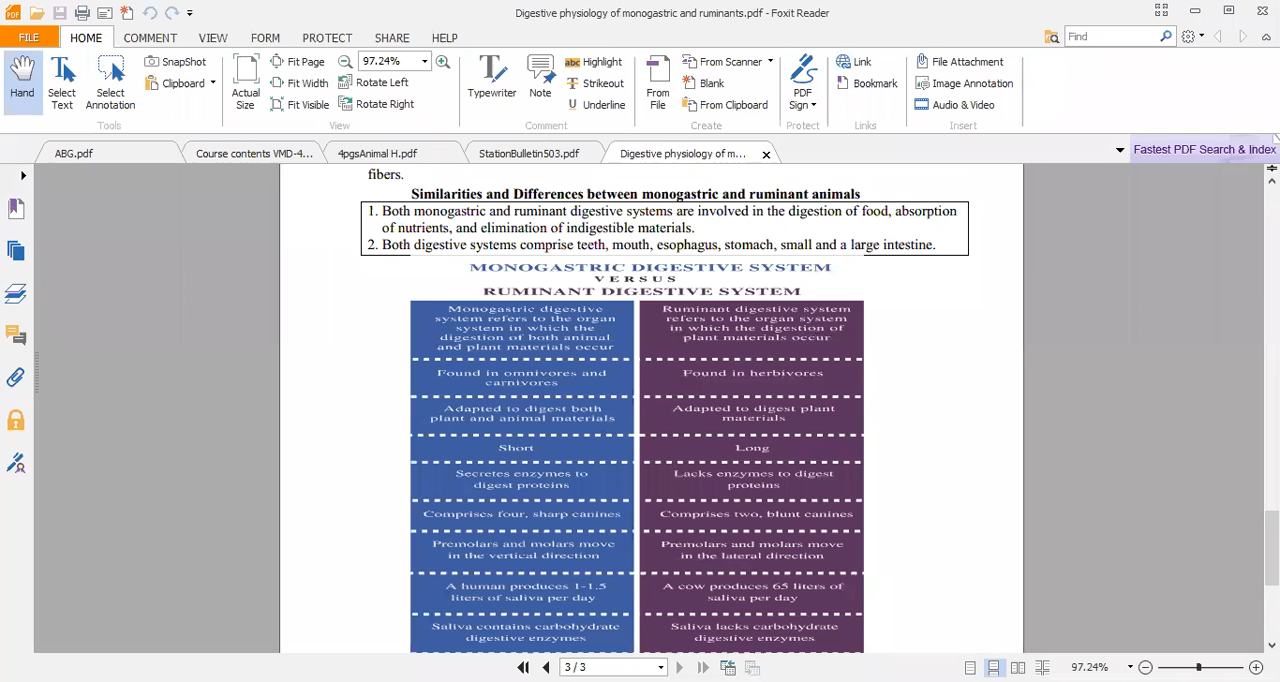 Digestive physiology of monogastric and ruminants.pdf - Foxit Reader
FILE HOME COMMENT VIEW FORM PROTECT SHARE HELP
Find
Hand
Select Text
Select Annotation
SnapShot
Clipboard
Tools
Actual Size
Fit Page
Fit Width
Fit Visible
97.24%
Rotate Left
Rotate Right
View
Typewriter
Note
Highlight
Strikeout
Underline
Comment
From File
From Scanner
Blank
From Clipboard
Create
PDF Sign
Protect
Link
Bookmark
Links
File Attachment
Image Annotation
Audio & Video
Insert
ABG.pdf
Course contents VMD-4...
4pgsAnimal H.pdf
StationBulletin503.pdf
Digestive physiology of m...
Fastest PDF Search & Index
fibers.
Similarities and Differences between monogastric and ruminant animals
1. Both monogastric and ruminant digestive systems are involved in the digestion of food, absorption
of nutrients, and elimination of indigestible materials.
2. Both digestive systems comprise teeth, mouth, esophagus, stomach, small and a large intestine.
MONOGASTRIC DIGESTIVE SYSTEM
VERSUS
RUMINANT DIGESTIVE SYSTEM
Monogastric digestive
system refers to the organ
system in which the
digestion of both animal
and plant materials occur
Ruminant digestive system
refers to the organ system
in which the digestion of
plant materials occur
Found in omnivores and
carnivores
Found in herbivores
Adapted to digest both
plant and animal materials
Adapted to digest plant
materials
Short
Long
Secretes enzymes to
digest proteins
Lacks enzymes to digest
proteins
Comprises four, sharp canines
Comprises two, blunt canines
Premolars and molars move
in the vertical direction
Premolars and molars move
in the lateral direction
A human produces 1-1.5
liters of saliva per day
A cow produces 65 liters of
saliva per day
Saliva contains carbohydrate
digestive enzymes
Saliva lacks carbohydrate
digestive enzymes
3 / 3
97.24%